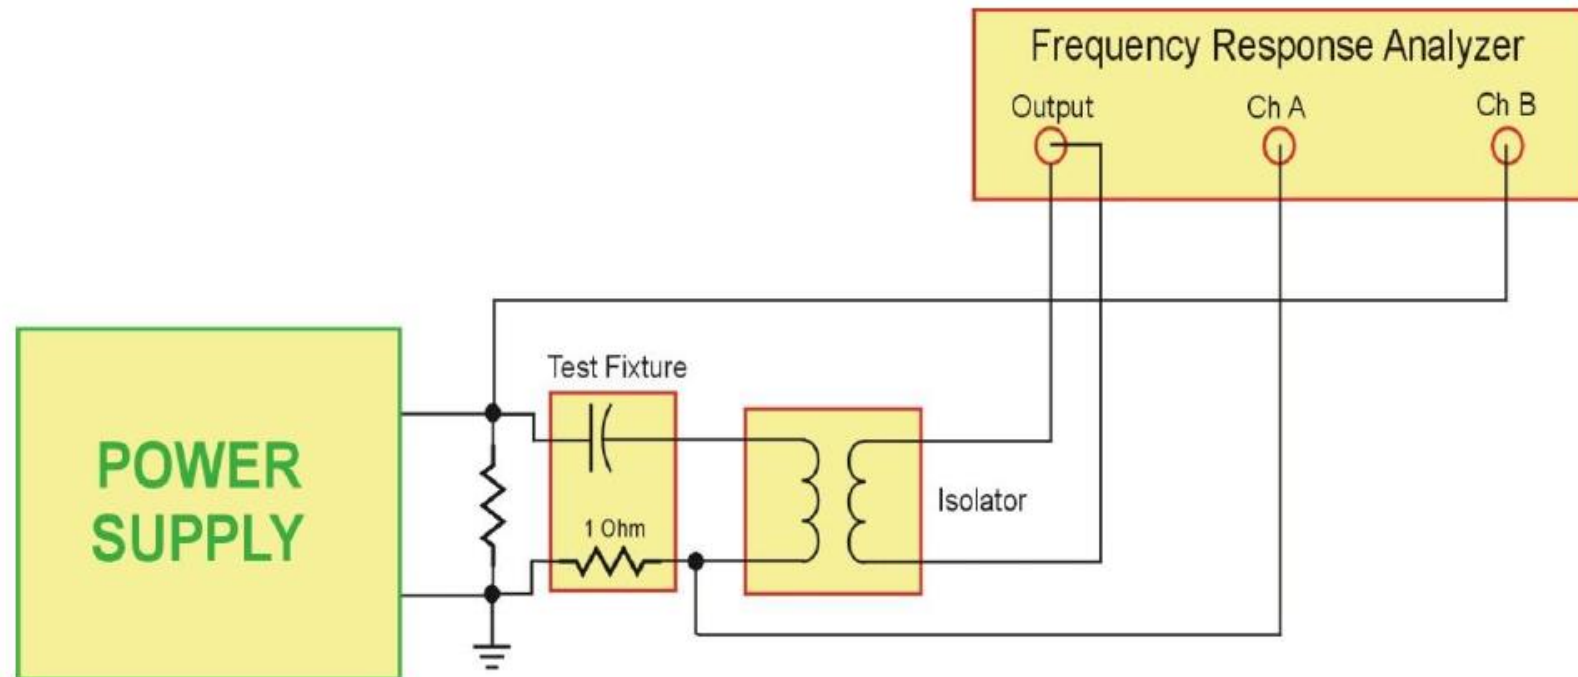 Frequency Response Analyzer
Output Ch A Ch B
Test Fixture
POWER
SUPPLY
1 Ohm
Isolator